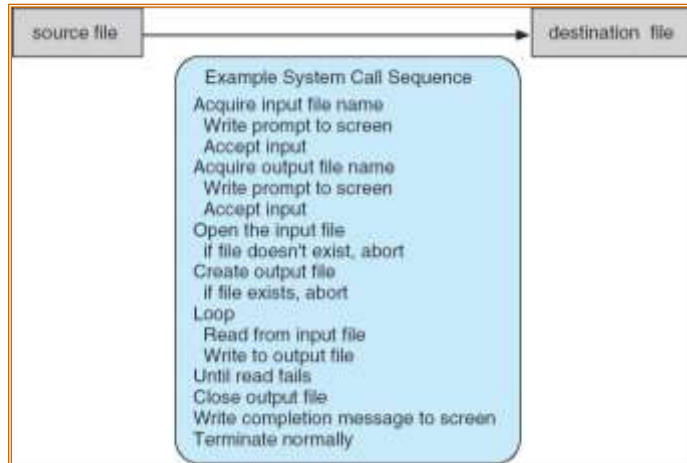 source file
destination file
Example System Call Sequence
Acquire input file name
Write prompt to screen
Accept input
Acquire output file name
Write prompt to screen
Accept input
Open the input file
if file doesn't exist, abort
Create output file
if file exists, abort
Loop
Read from input file
Write to output file
Until read fails
Close output file
Write completion message to screen
Terminate normally